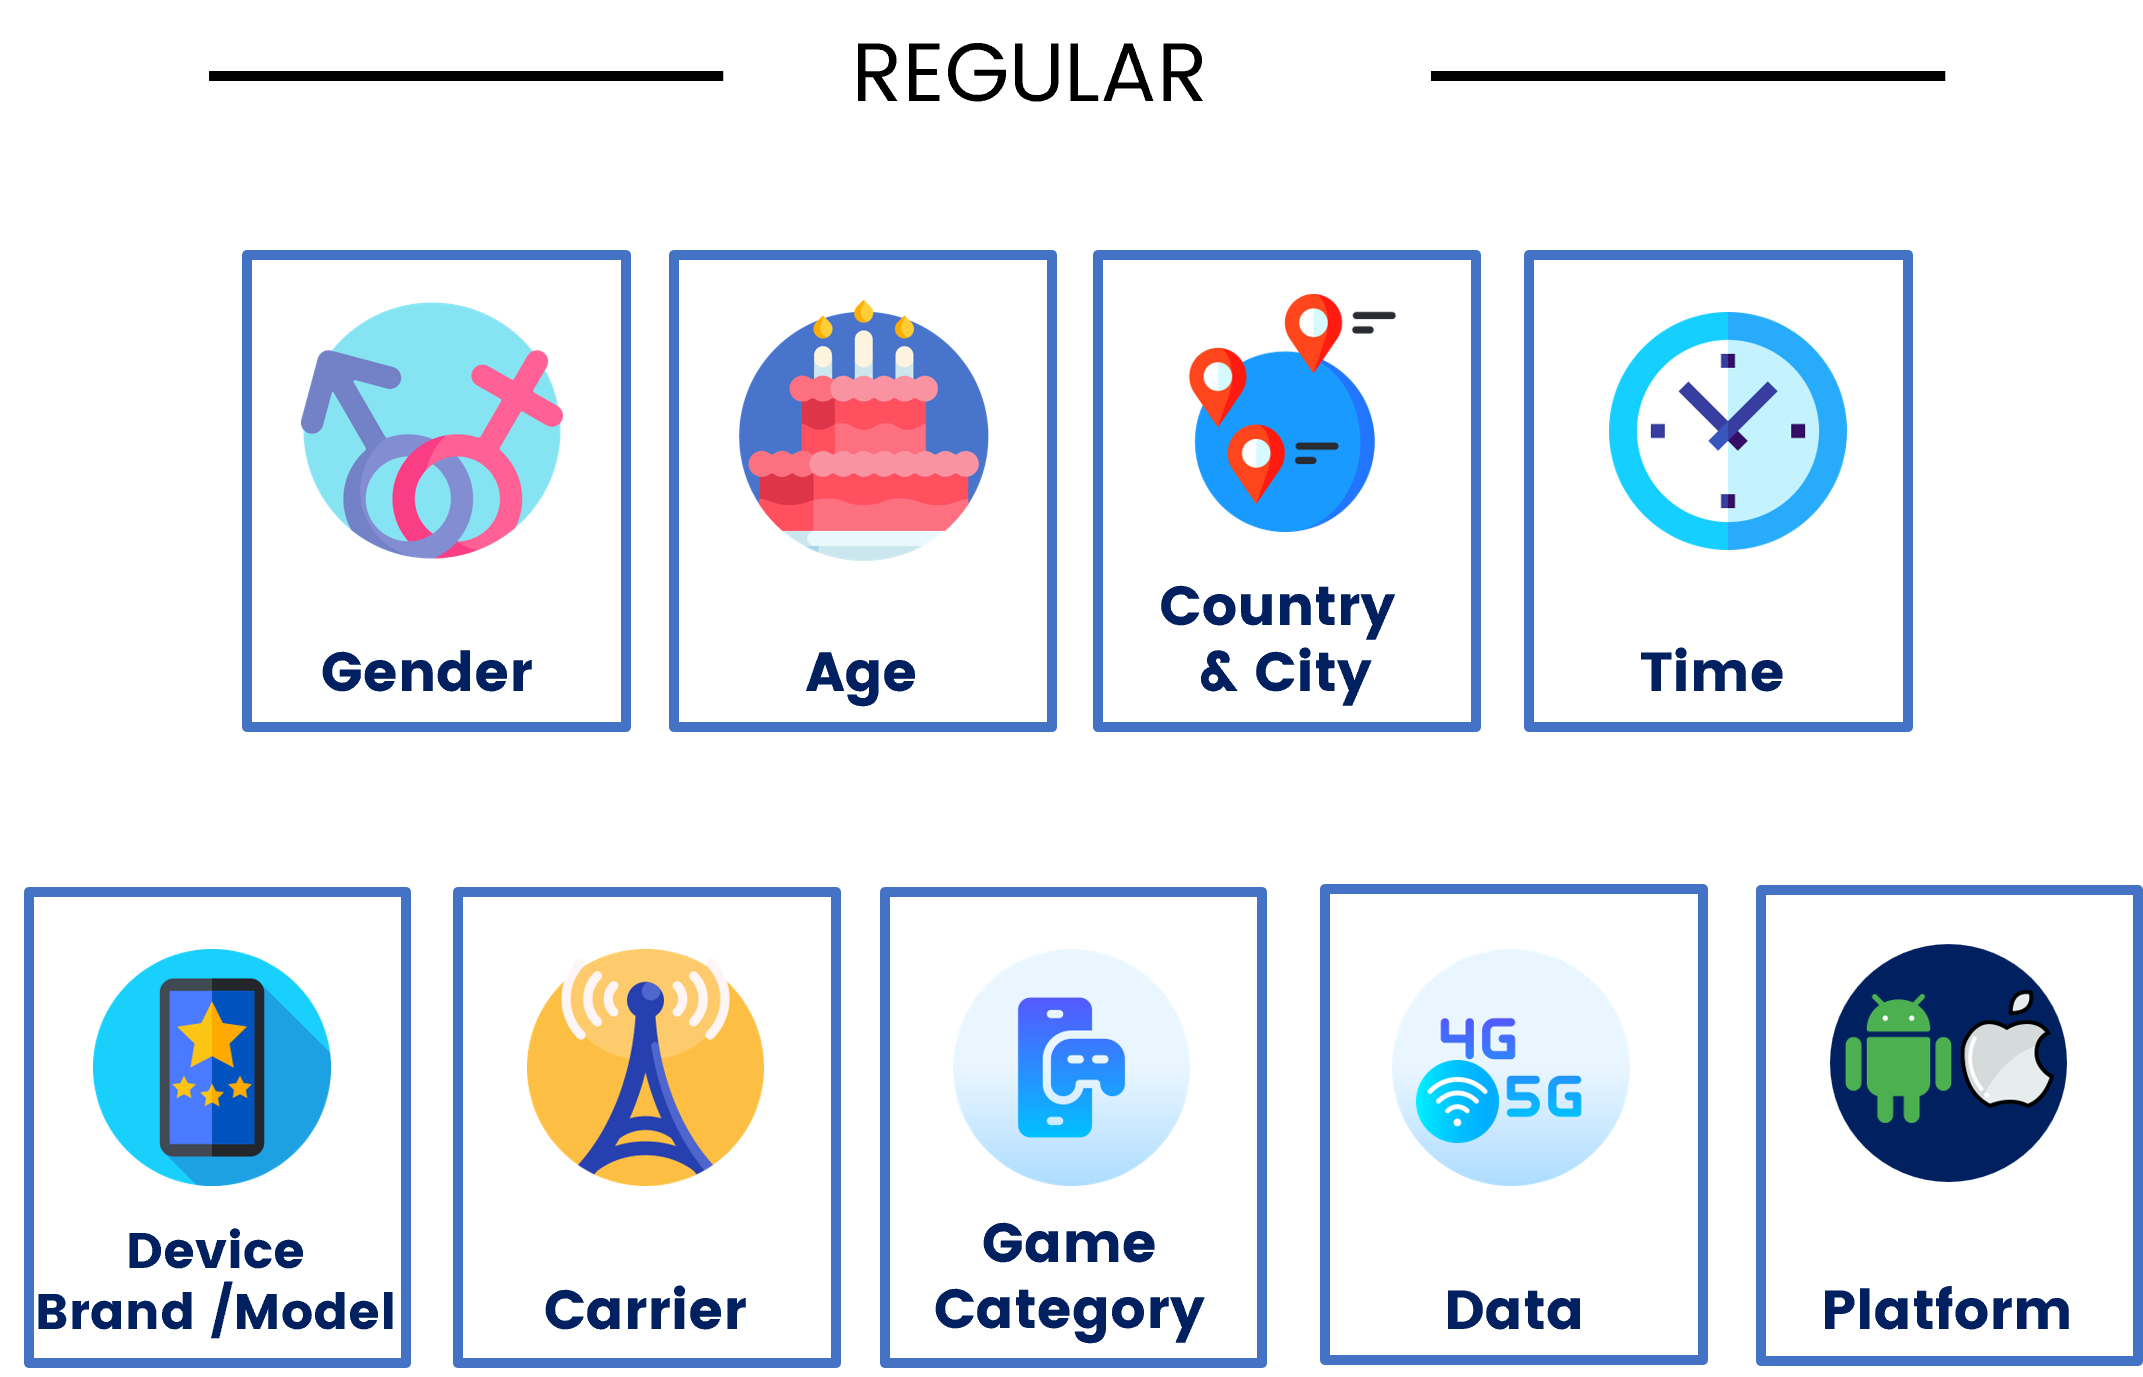 REGULAR
Gender
Age
Country
& City
Time
Device
Brand /Model
Carrier
Game
Category
4G
5G
Data
Platform